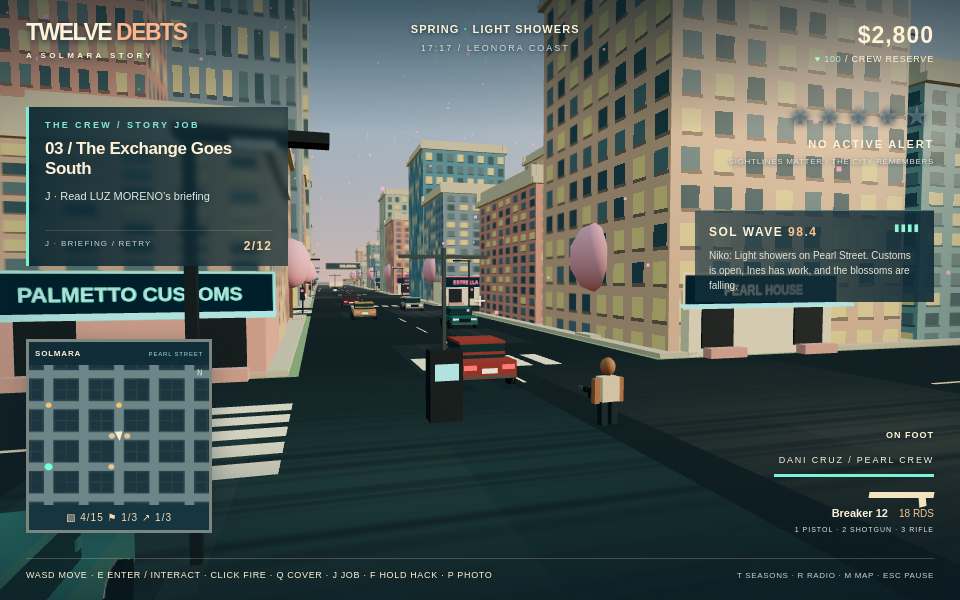 TWELVE DEBTS
A SOLMARA STORY
SPRING · LIGHT SHOWERS
17:17 / LEONORA COAST
$2,800
▼ 100 / CREW RESERVE
THE CREW / STORY JOB
03 / The Exchange Goes
South
J · Read LUZ MORENO's briefing
J · BRIEFING / RETRY
2/12
NO ACTIVE ALERT
SIGHTLINES MATTER / THE CITY REMEMBERS
SOL WAVE 98.4
Niko: Light showers on Pearl Street. Customs
is open, Ines has work, and the blossoms are
falling.
PEARL HOUSE
PALMETTO CUSTOMS
ESTRELLA
SOLMARA
PEARL STREET
N
4/15 1/3 ↗ 1/3
ON FOOT
DANI CRUZ / PEARL CREW
Breaker 12 18 RDS
1 PISTOL · 2 SHOTGUN · 3 RIFLE
WASD MOVE · E ENTER / INTERACT · CLICK FIRE · Q COVER · J JOB · F HOLD HACK · P PHOTO
T SEASONS · R RADIO · M MAP · ESC PAUSE